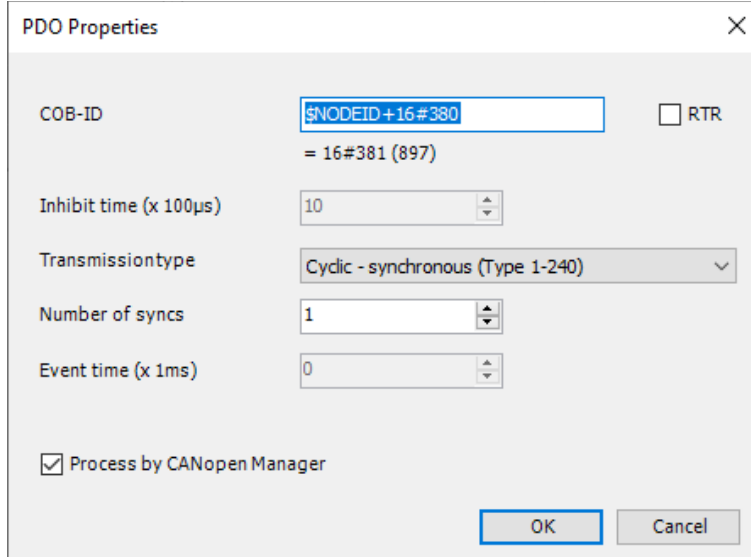 PDO Properties
COB-ID $NODEID+16#380 RTR
= 16#381 (897)
Inhibit time (x 100µs) 10
Transmissiontype Cyclic - synchronous (Type 1-240)
Number of syncs 1
Event time (x 1ms) 0
Process by CANopen Manager
OK Cancel